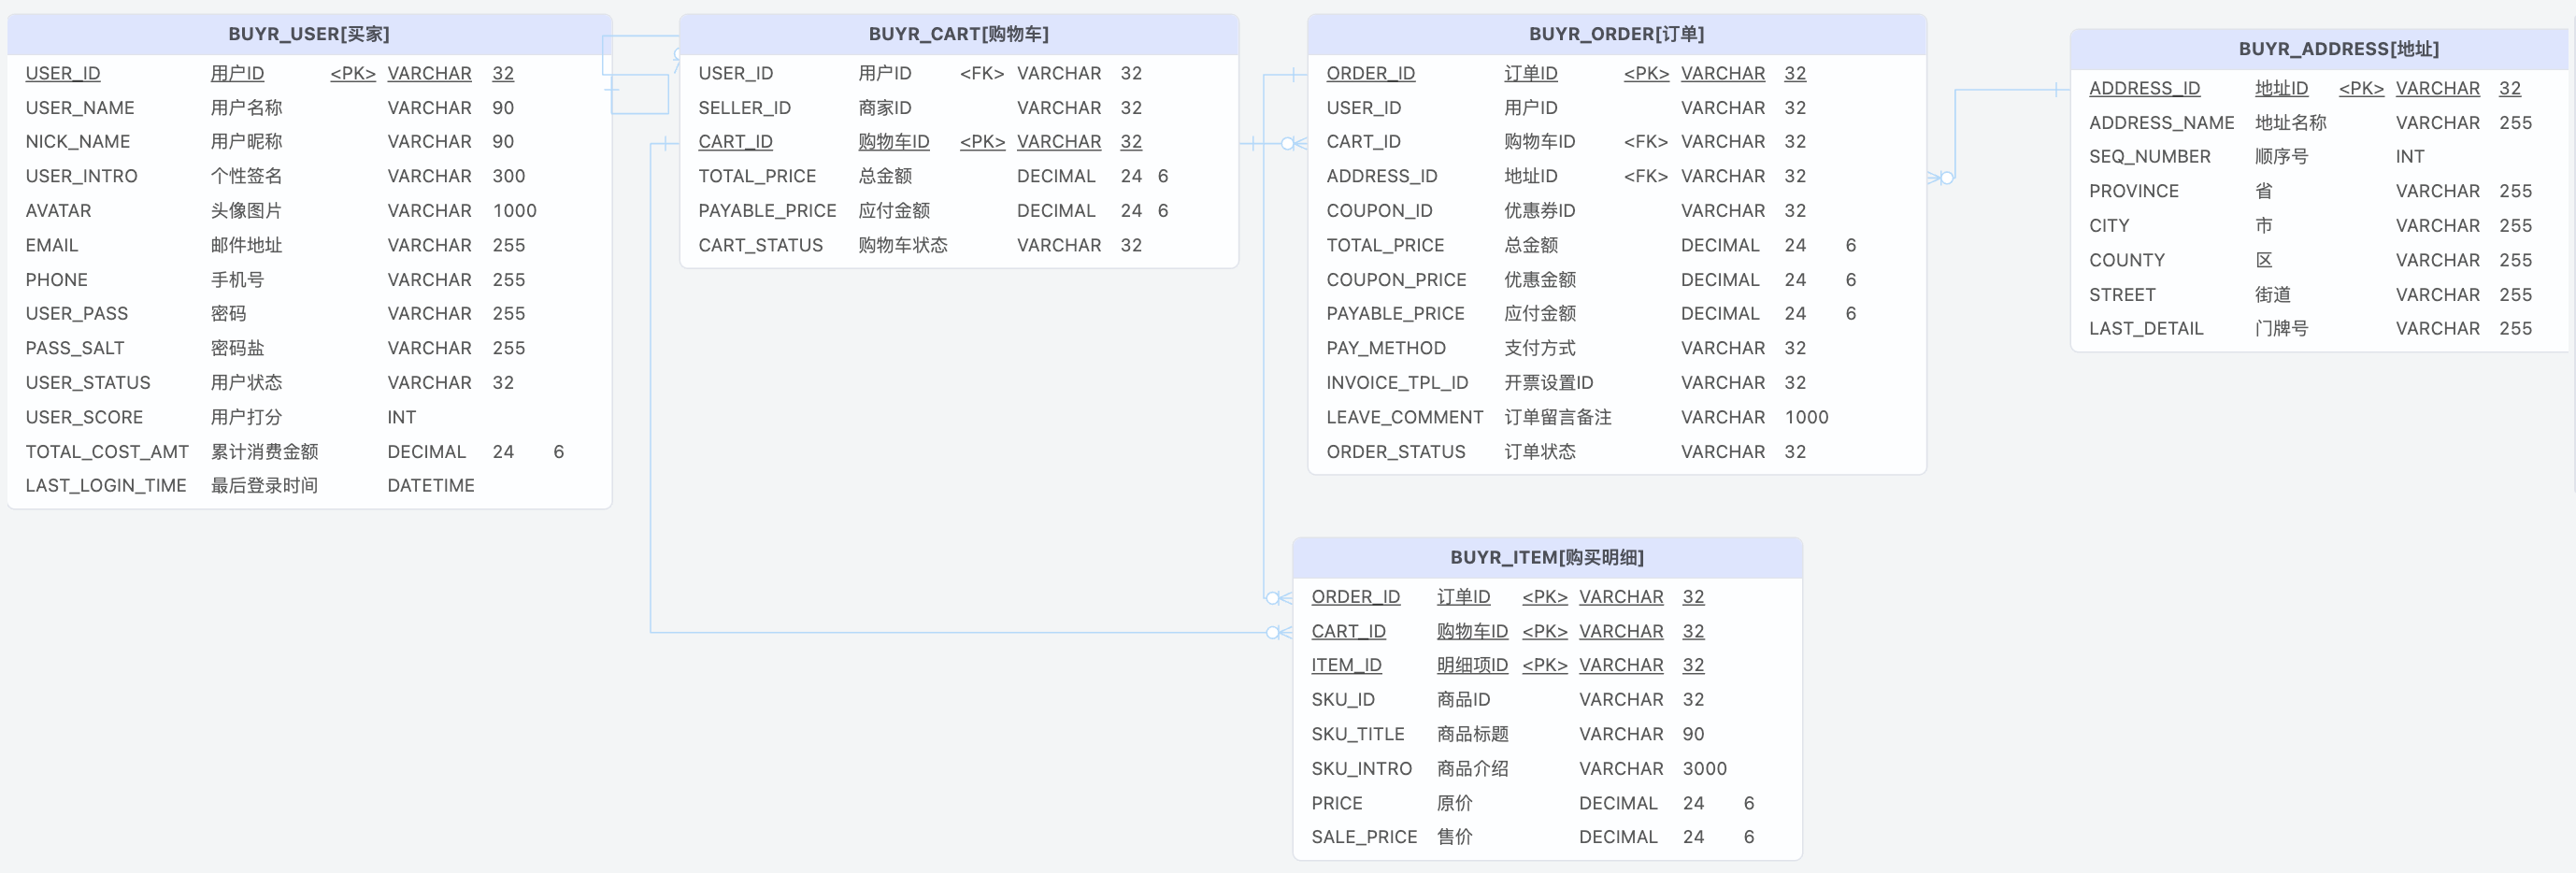 BUYR_USER[买家]
USER_ID 用户ID <PK> VARCHAR 32
USER_NAME 用户名称 VARCHAR 90
NICK_NAME 用户昵称 VARCHAR 90
USER_INTRO 个性签名 VARCHAR 300
AVATAR 头像图片 VARCHAR 1000
EMAIL 邮件地址 VARCHAR 255
PHONE 手机号 VARCHAR 255
USER_PASS 密码 VARCHAR 255
PASS_SALT 密码盐 VARCHAR 255
USER_STATUS 用户状态 VARCHAR 32
USER_SCORE 用户打分 INT
TOTAL_COST_AMT 累计消费金额 DECIMAL 24 6
LAST_LOGIN_TIME 最后登录时间 DATETIME
BUYR_CART[购物车]
USER_ID 用户ID <FK> VARCHAR 32
SELLER_ID 商家ID VARCHAR 32
CART_ID 购物车ID <PK> VARCHAR 32
TOTAL_PRICE 总金额 DECIMAL 24 6
PAYABLE_PRICE 应付金额 DECIMAL 24 6
CART_STATUS 购物车状态 VARCHAR 32
BUYR_ORDER[订单]
ORDER_ID 订单ID <PK> VARCHAR 32
USER_ID 用户ID VARCHAR 32
CART_ID 购物车ID <FK> VARCHAR 32
ADDRESS_ID 地址ID <FK> VARCHAR 32
COUPON_ID 优惠券ID VARCHAR 32
TOTAL_PRICE 总金额 DECIMAL 24 6
COUPON_PRICE 优惠金额 DECIMAL 24 6
PAYABLE_PRICE 应付金额 DECIMAL 24 6
PAY_METHOD 支付方式 VARCHAR 32
INVOICE_TPL_ID 开票设置ID VARCHAR 32
LEAVE_COMMENT 订单留言备注 VARCHAR 1000
ORDER_STATUS 订单状态 VARCHAR 32
BUYR_ADDRESS[地址]
ADDRESS_ID 地址ID <PK> VARCHAR 32
ADDRESS_NAME 地址名称 VARCHAR 255
SEQ_NUMBER 顺序号 INT
PROVINCE 省 VARCHAR 255
CITY 市 VARCHAR 255
COUNTY 区 VARCHAR 255
STREET 街道 VARCHAR 255
LAST_DETAIL 门牌号 VARCHAR 255
BUYR_ITEM[购买明细]
ORDER_ID 订单ID <PK> VARCHAR 32
CART_ID 购物车ID <PK> VARCHAR 32
ITEM_ID 明细项ID <PK> VARCHAR 32
SKU_ID 商品ID VARCHAR 32
SKU_TITLE 商品标题 VARCHAR 90
SKU_INTRO 商品介绍 VARCHAR 3000
PRICE 原价 DECIMAL 24 6
SALE_PRICE 售价 DECIMAL 24 6